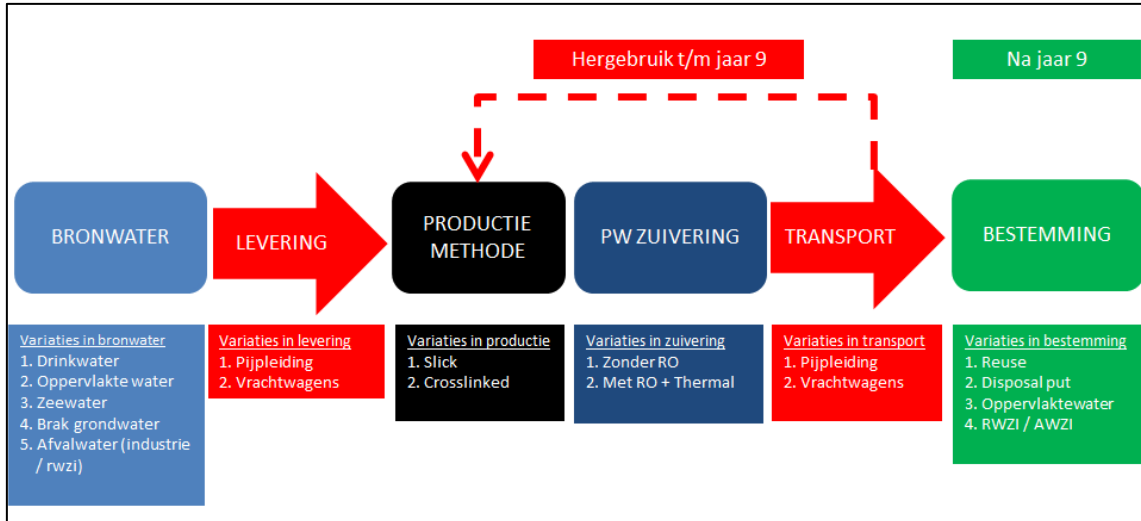 Hergebruik t/m jaar 9
Na jaar 9
BRONWATER
LEVERING
PRODUCTIE
METHODE
PW ZUIVERING
TRANSPORT
BESTEMMING
Variaties in bronwater
1. Drinkwater
2. Oppervlakte water
3. Zeewater
4. Brak grondwater
5. Afvalwater (industrie
/ rwzi)
Variaties in levering
1. Pijpleiding
2. Vrachtwagens
Variaties in productie
1. Slick
2. Crosslinked
Variaties in zuivering
1. Zonder RO
2. Met RO + Thermal
Variaties in transport
1. Pijpleiding
2. Vrachtwagens
Variaties in bestemming
1. Reuse
2. Disposal put
3. Oppervlaktewater
4. RWZI / AWZI